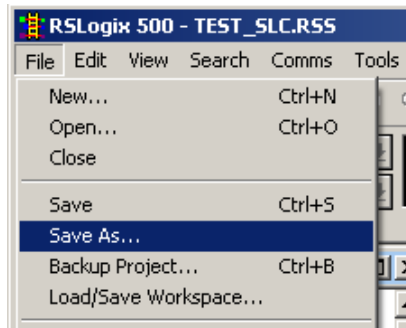 RSLogix 500 - TEST_SLC.RSS
File Edit View Search Comms Tools
New... Ctrl+N
Open... Ctrl+O
Close
Save Ctrl+S
Save As...
Backup Project... Ctrl+B
Load/Save Workspace...